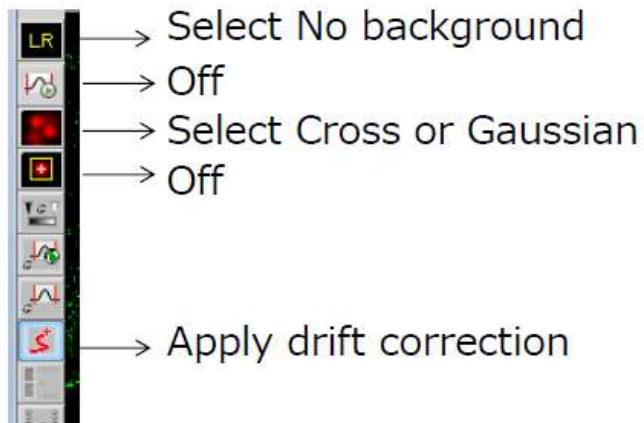 LR
Select No background
Off
Select Cross or Gaussian
Off
G
G
G
Apply drift correction